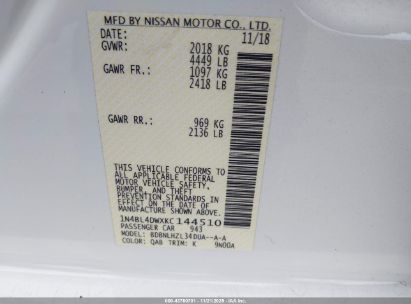 MFD BY NISSAN MOTOR CO., LTD.
DATE: 11/18
GVWR: 2018 KG
4449 LB
GAWR FR.: 1097 KG
2418 LB
GAWR RR.: 969 KG
2136 LB
THIS VEHICLE CONFORMS TO
ALL APPLICABLE FEDERAL
MOTOR VEHICLE SAFETY,
BUMPER, AND THEFT
PREVENTION STANDARDS IN
EFFECT ON THE DATE OF
MANUFACTURE SHOWN ABOVE.
1N4BL4DWXKC144510
PASSENGER CAR 943
MODEL: BDBNLHZL34DUA--A-A
COLOR: QAB TRIM: K 9N00A